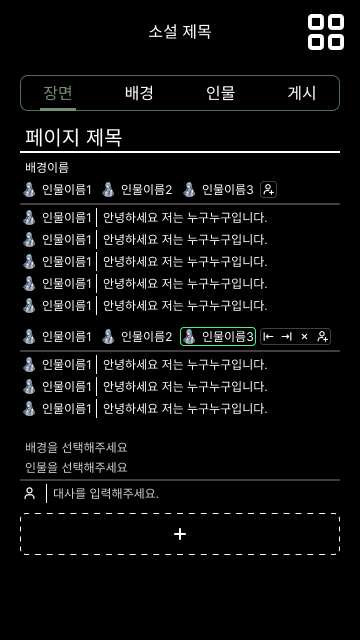 소설 제목
장면 배경 인물 게시
페이지 제목
배경이름
인물이름1 인물이름2 인물이름3
인물이름1 안녕하세요 저는 누구누구입니다.
인물이름1 안녕하세요 저는 누구누구입니다.
인물이름1 안녕하세요 저는 누구누구입니다.
인물이름1 안녕하세요 저는 누구누구입니다.
인물이름1 안녕하세요 저는 누구누구입니다.
인물이름1 인물이름2 인물이름3
인물이름1 안녕하세요 저는 누구누구입니다.
인물이름1 안녕하세요 저는 누구누구입니다.
인물이름1 안녕하세요 저는 누구누구입니다.
배경을 선택해주세요
인물을 선택해주세요
대사를 입력해주세요.